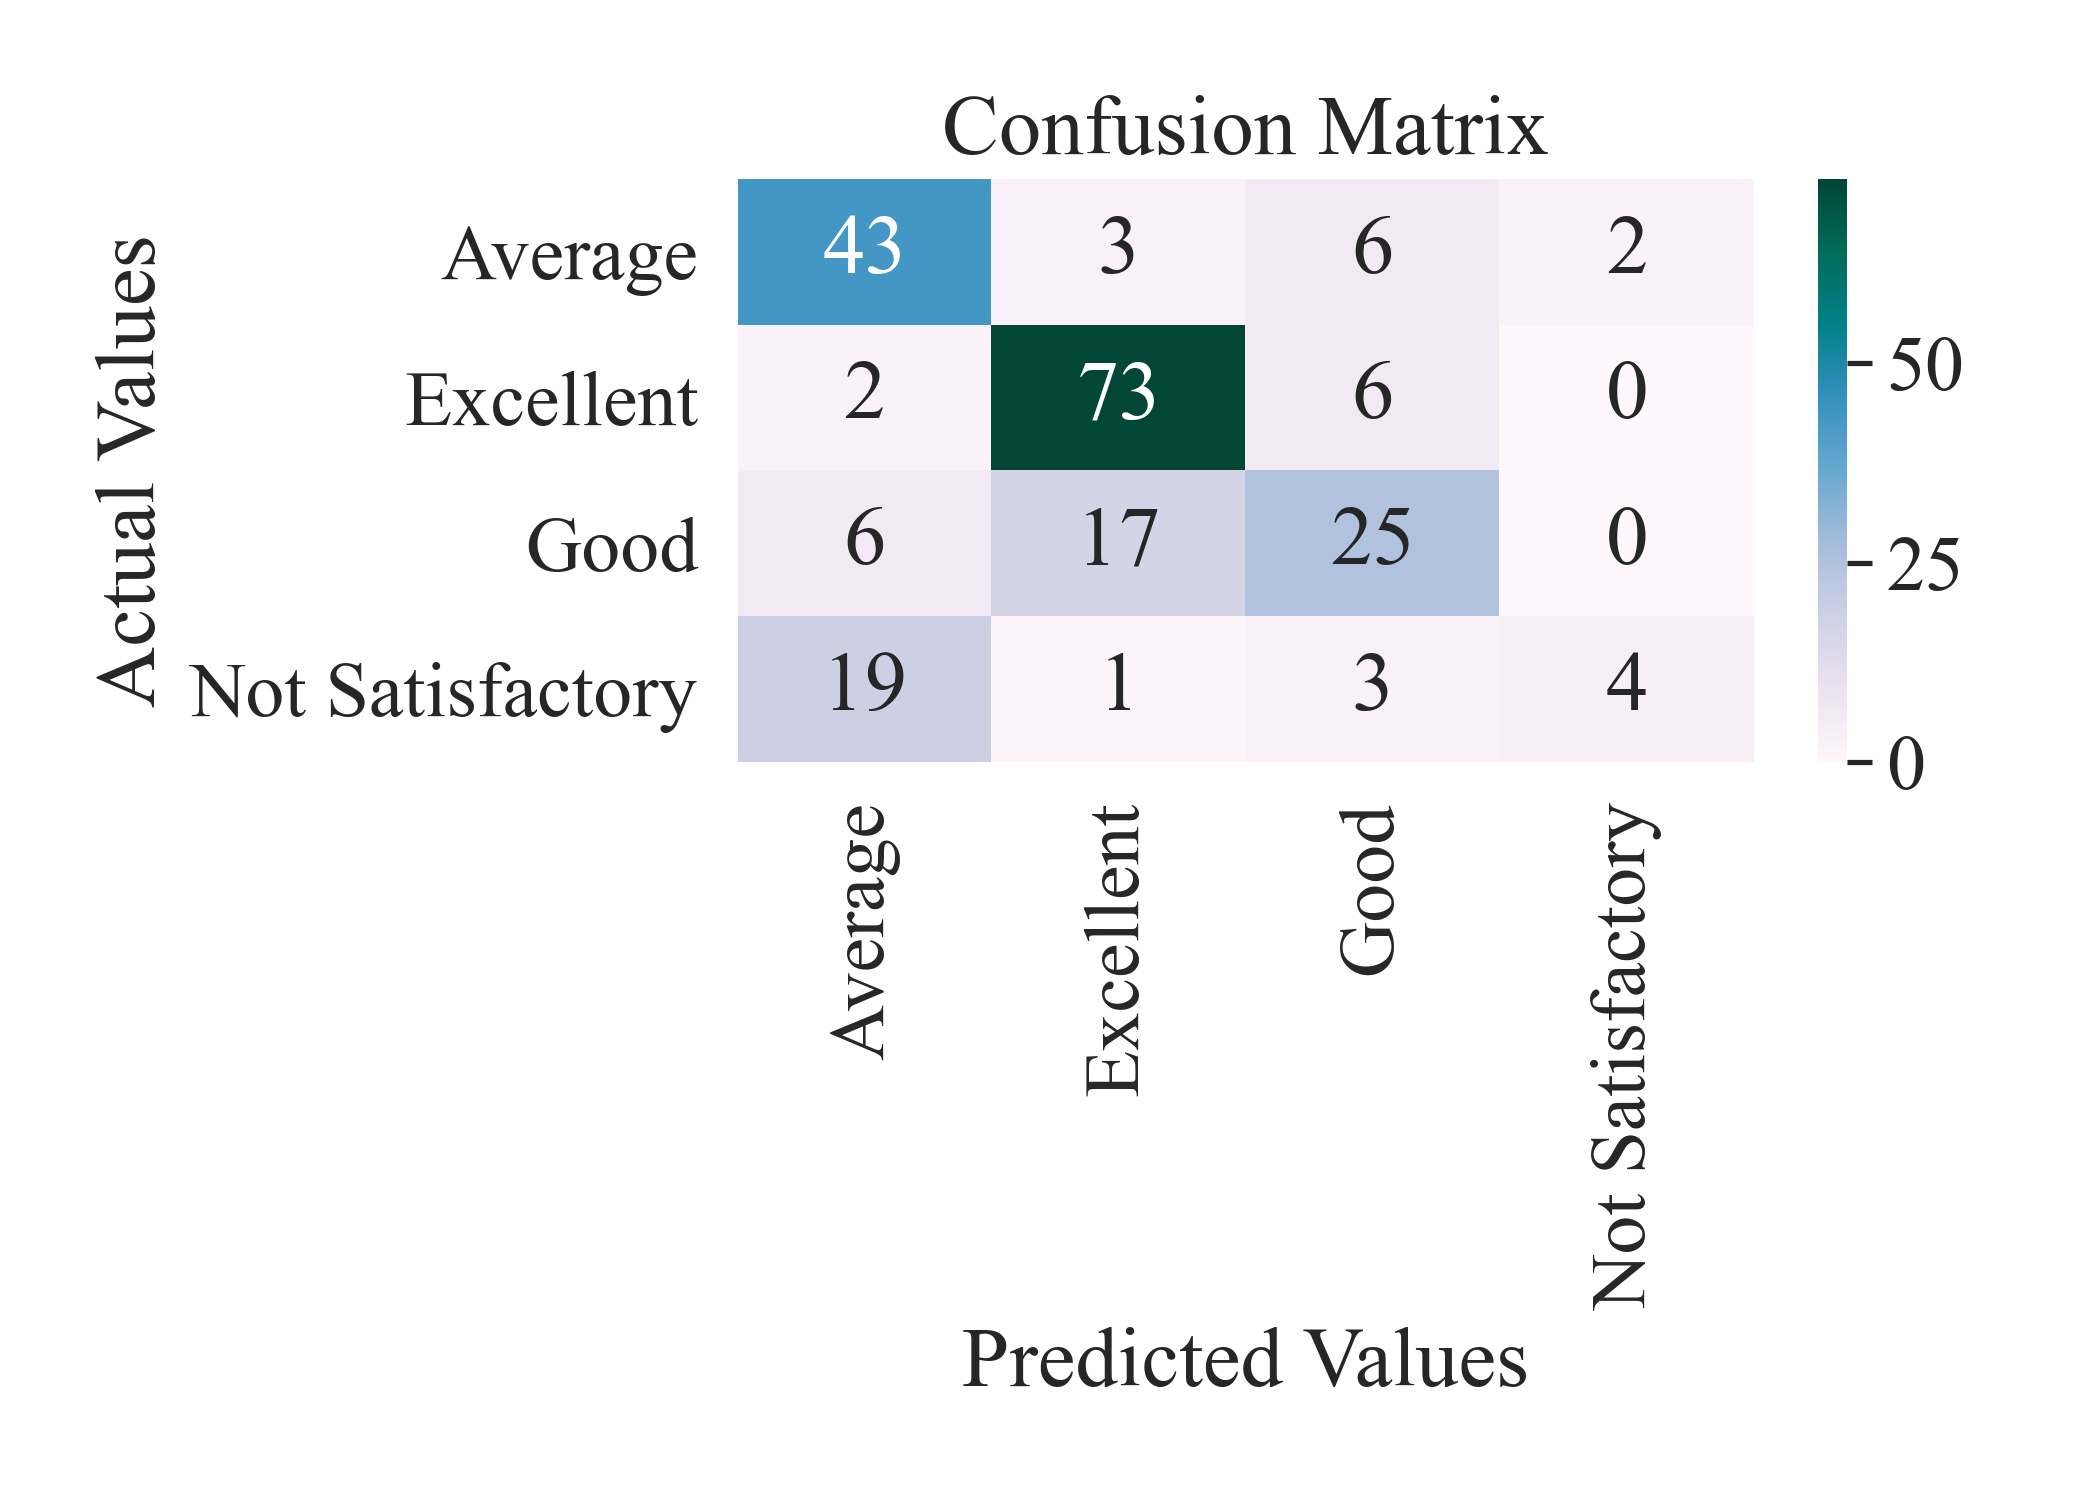 Confusion Matrix
Actual Values
Average 43 3 6 2
Excellent 2 73 6 0
Good 6 17 25 0
Not Satisfactory 19 1 3 4
Average Excellent Good Not Satisfactory
Predicted Values
50
25
0